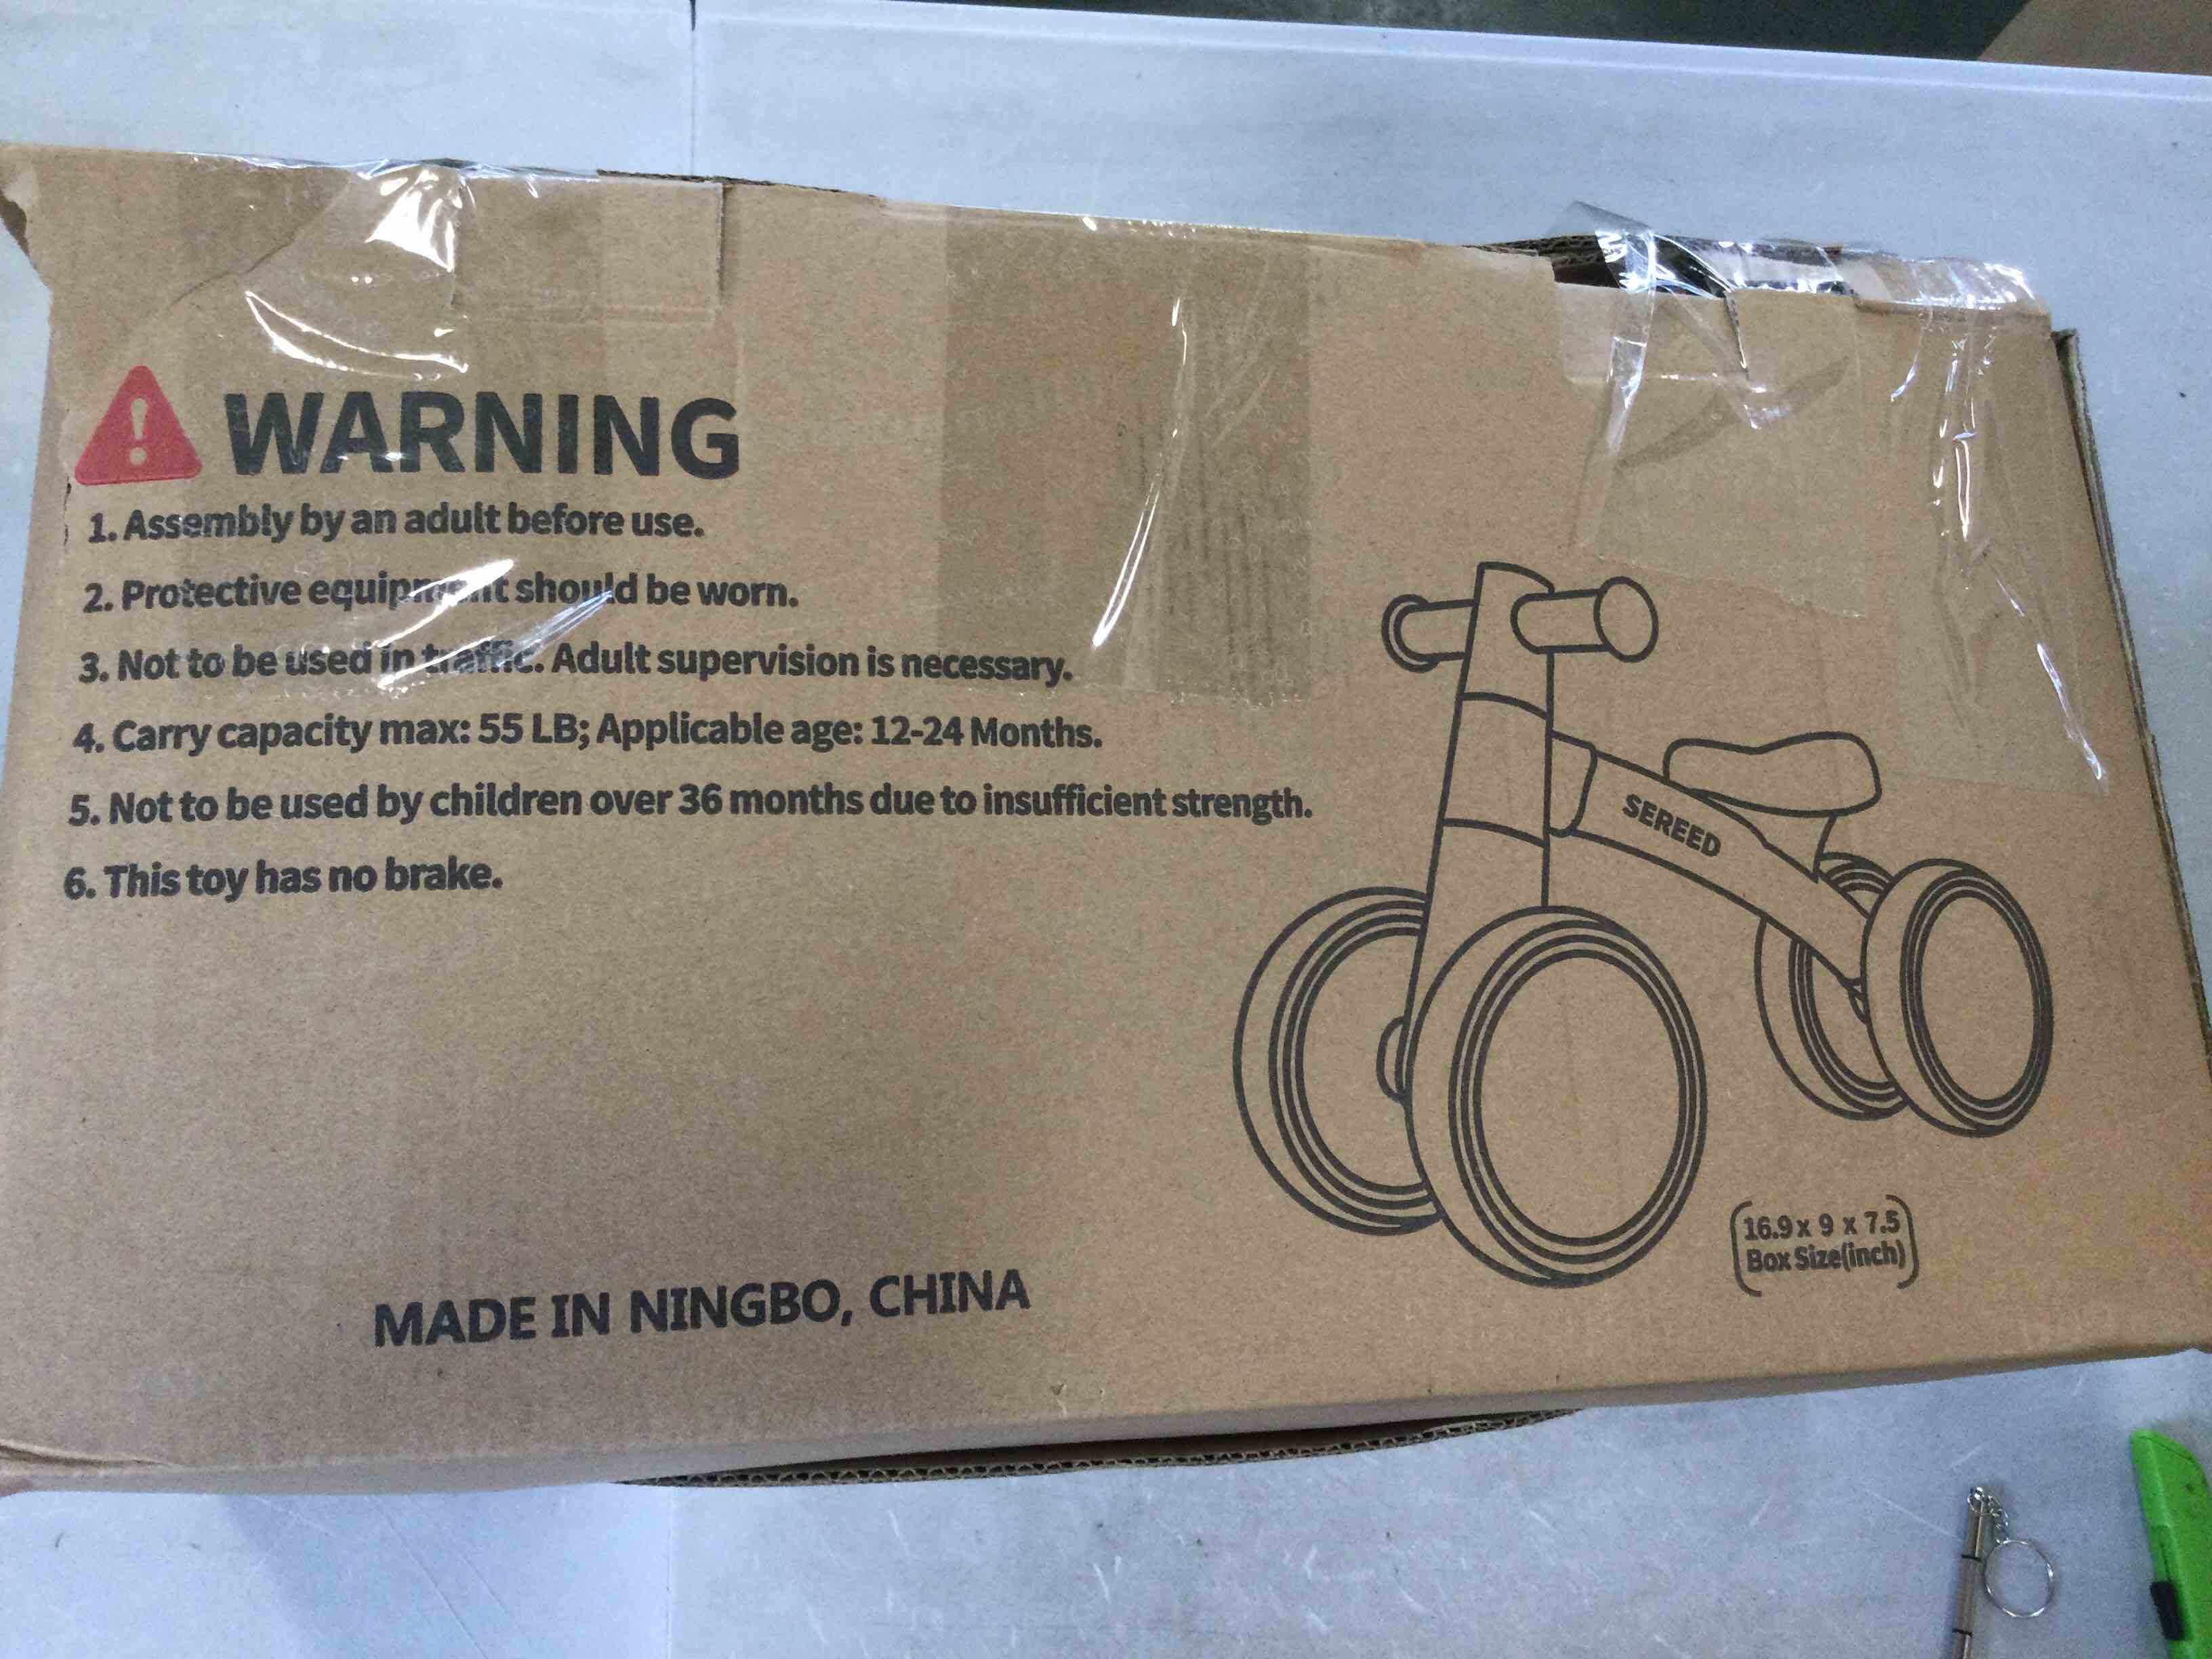 WARNING
1. Assembly by an adult before use.
2. Protective equipment should be worn.
3. Not to be used in traffic. Adult supervision is necessary.
4. Carry capacity max: 55 LB; Applicable age: 12-24 Months.
5. Not to be used by children over 36 months due to insufficient strength.
6. This toy has no brake.
SEREED
16.9 x 9 x 7.5
Box Size(inch)
MADE IN NINGBO, CHINA